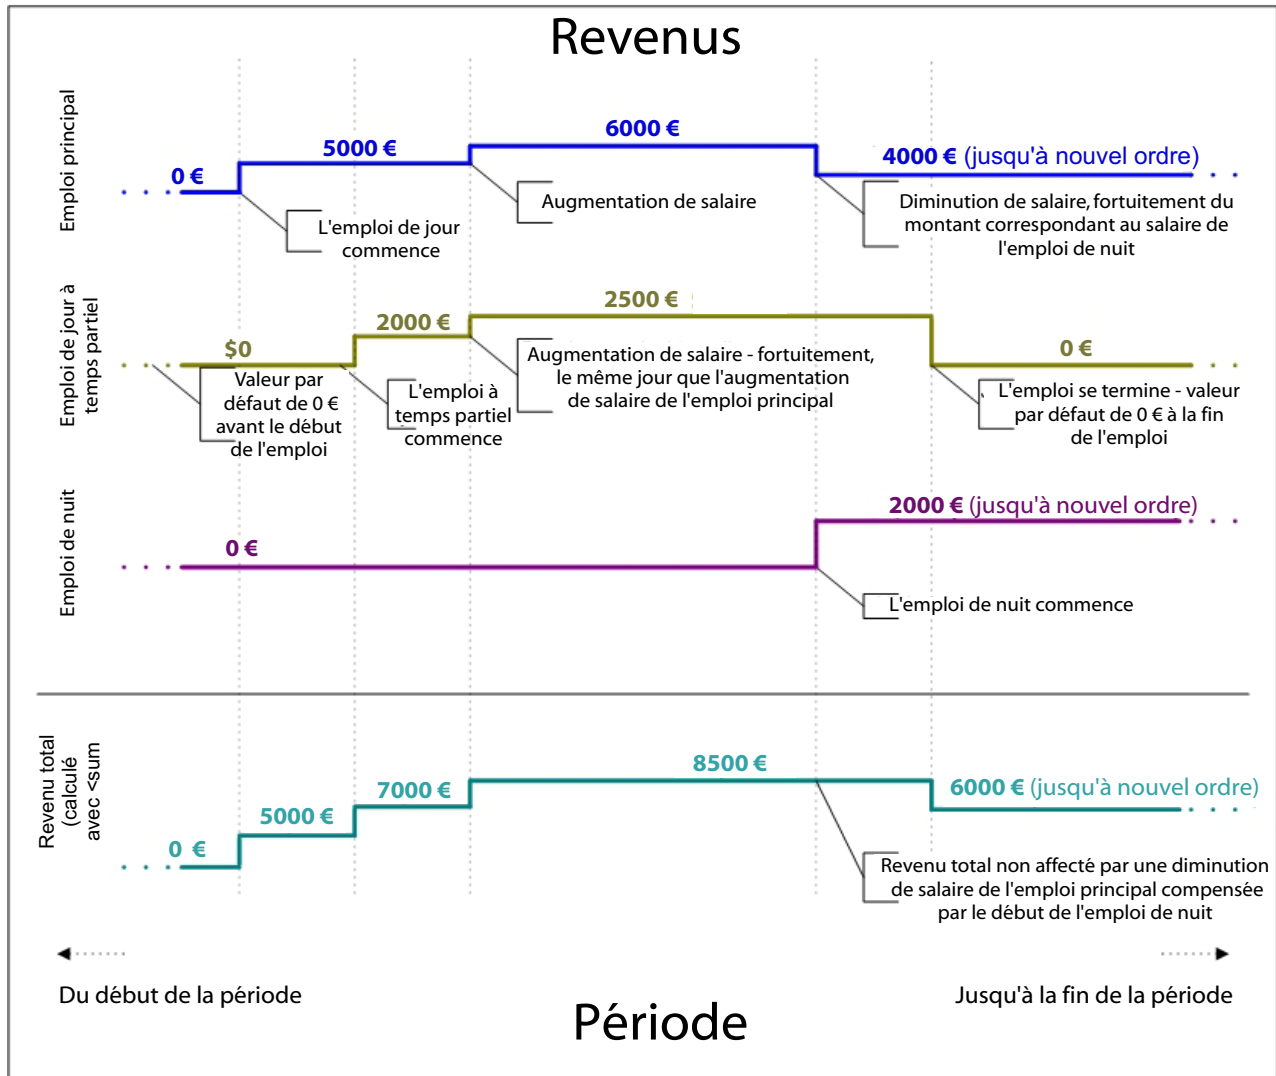 Revenus
Emploi principal
0 €
5000 €
6000 €
4000 € (jusqu'à nouvel ordre)
L'emploi de jour
commence
Augmentation de salaire
Diminution de salaire, fortuitement du
montant correspondant au salaire de
l'emploi de nuit
Emploi de jour à
temps partiel
$0
2000 €
2500 €
0 €
Valeur par
défaut de 0 €
avant le début
de l'emploi
L'emploi à
temps partiel
commence
Augmentation de salaire - fortuitement,
le même jour que l'augmentation
de salaire de l'emploi principal
L'emploi se termine - valeur
par défaut de 0 € à la fin
de l'emploi
Emploi de nuit
0 €
2000 € (jusqu'à nouvel ordre)
L'emploi de nuit commence
Revenu total
(calculé
avec <sum
0 €
5000 €
7000 €
8500 €
6000 € (jusqu'à nouvel ordre)
Revenu total non affecté par une diminution
de salaire de l'emploi principal compensée
par le début de l'emploi de nuit
Du début de la période
Jusqu'à la fin de la période
Période